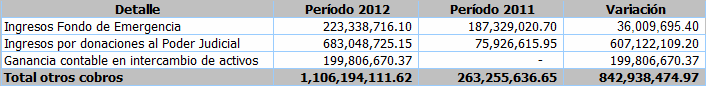 Detalle Período 2012 Período 2011 Variación
Ingresos Fondo de Emergencia 223,338,716.10 187,329,020.70 36,009,695.40
Ingresos por donaciones al Poder Judicial 683,048,725.15 75,926,615.95 607,122,109.20
Ganancia contable en intercambio de activos 199,806,670.37 - 199,806,670.37
Total otros cobros 1,106,194,111.62 263,255,636.65 842,938,474.97